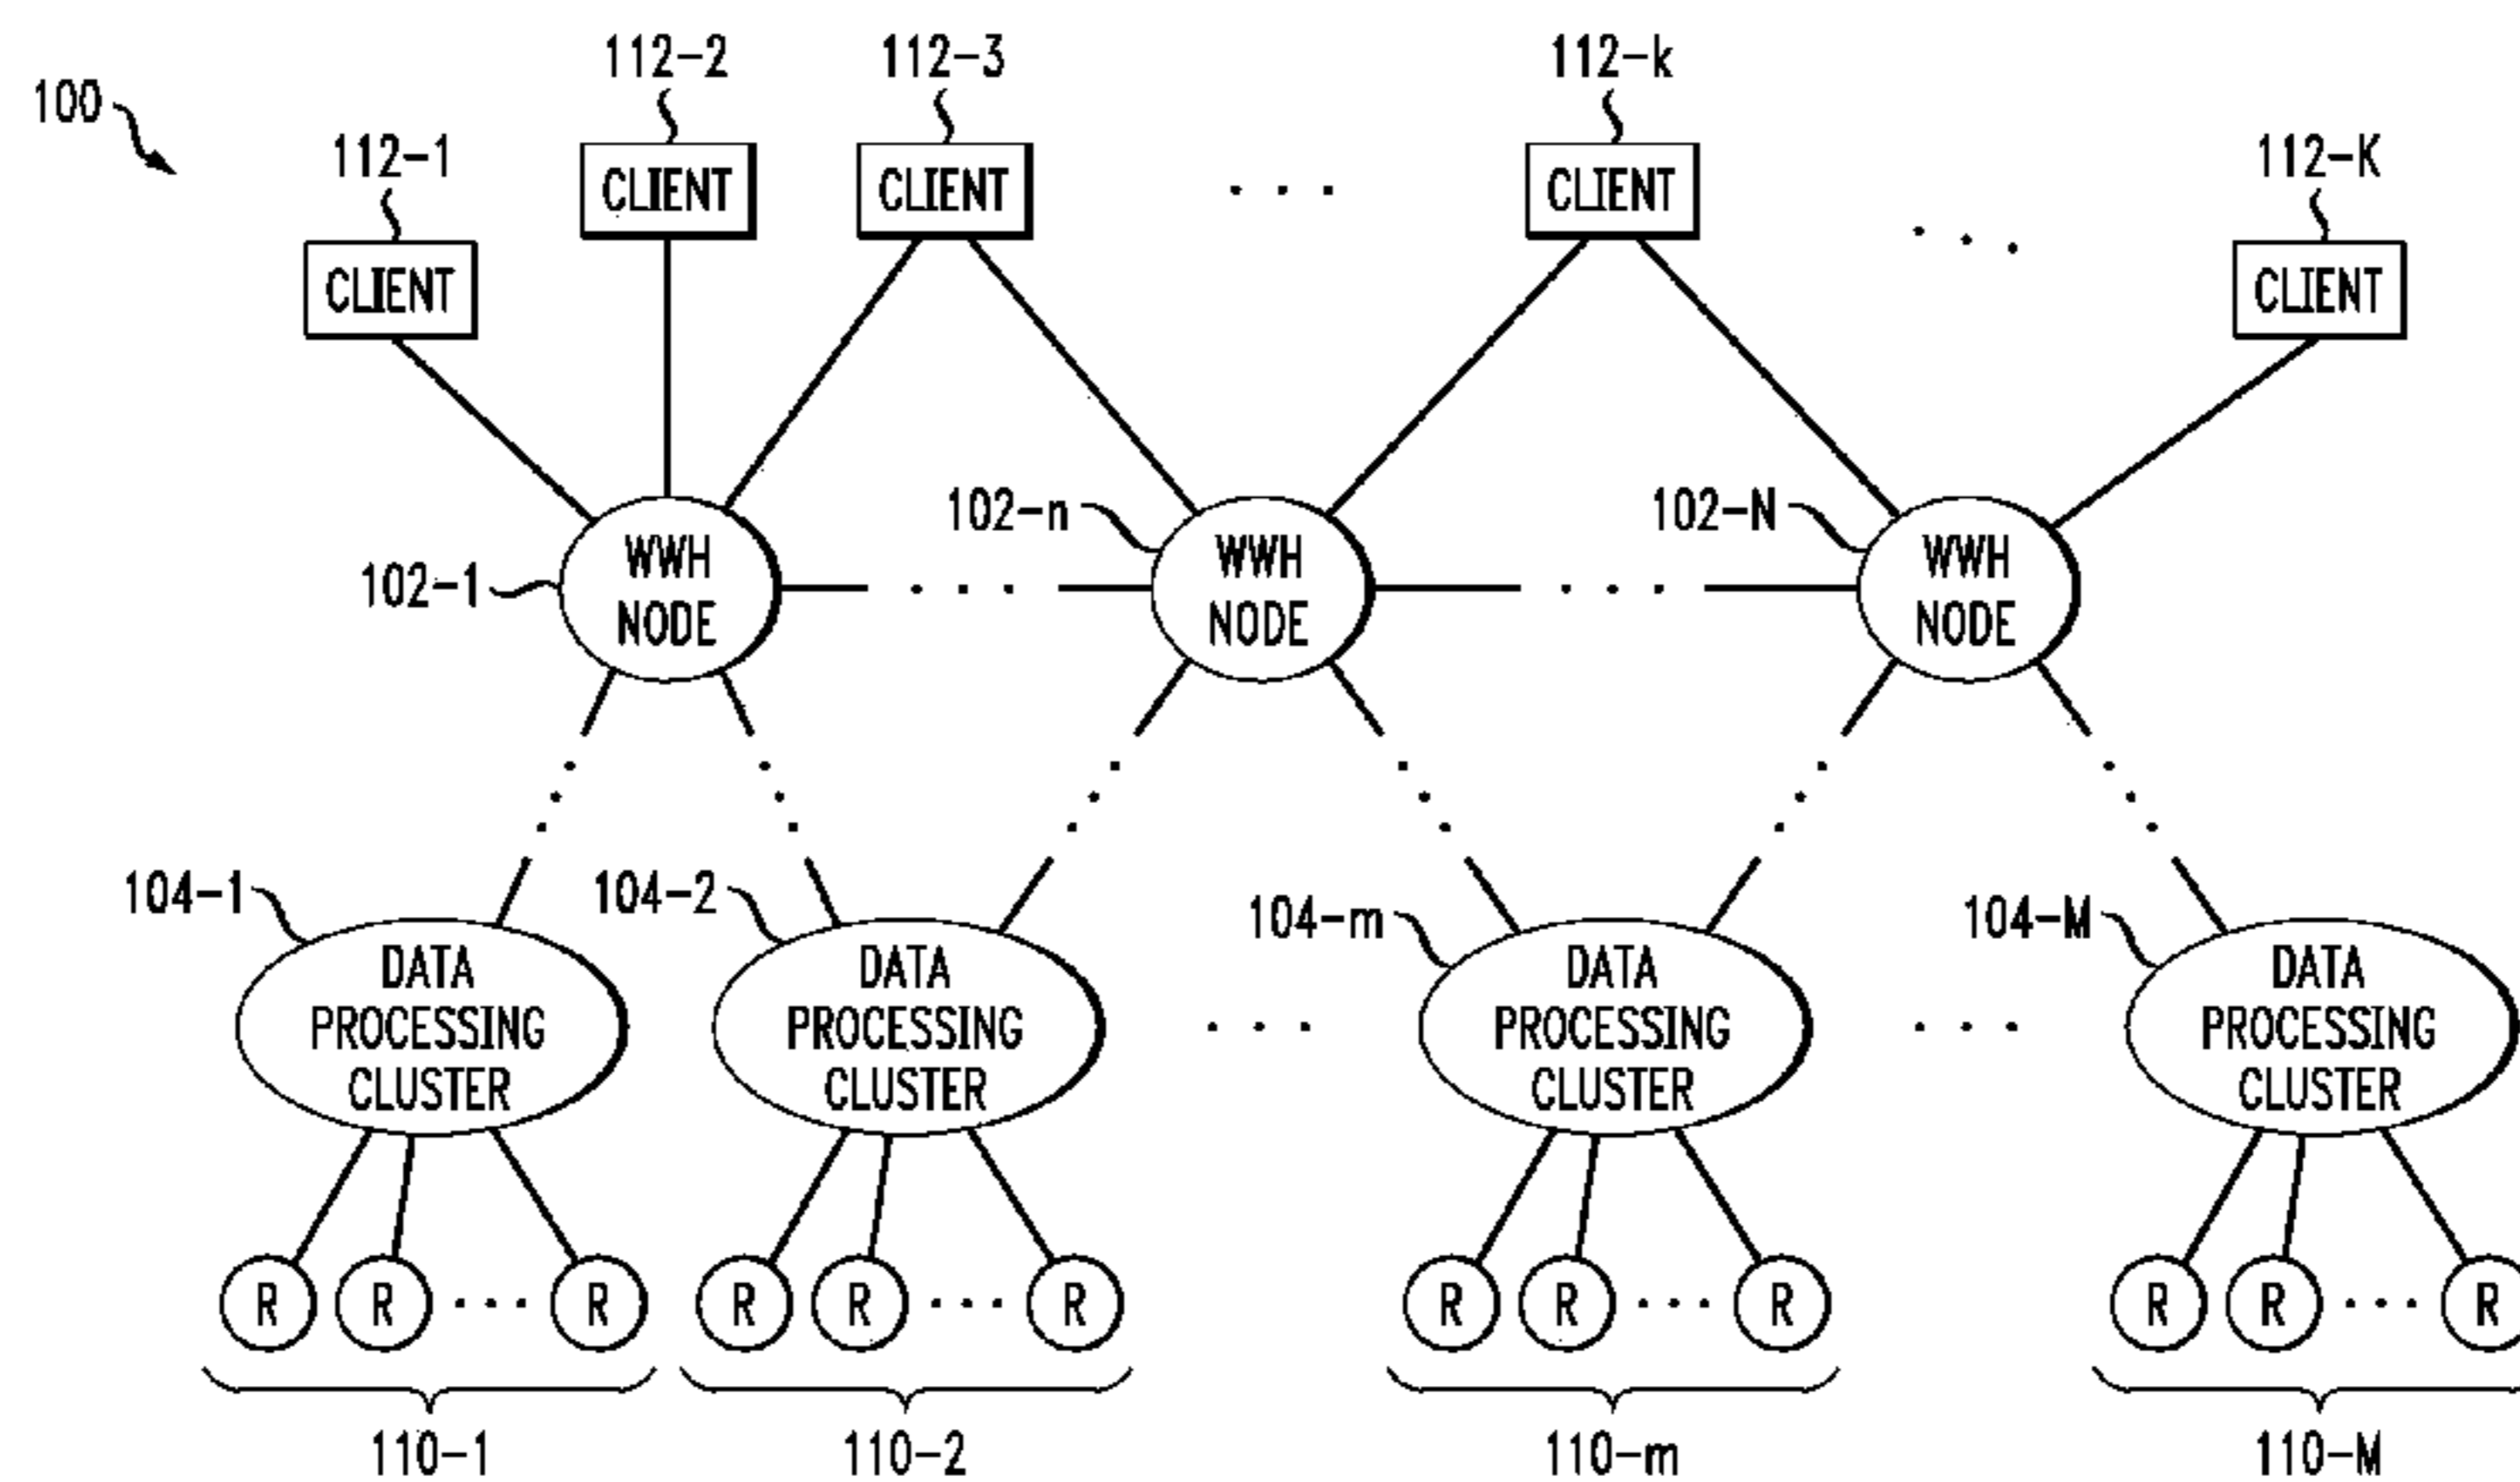 100
112-1
112-2
112-3
112-k
112-K
CLIENT
CLIENT
CLIENT
CLIENT
CLIENT
102-1
102-n
102-N
WWH
NODE
WWH
NODE
WWH
NODE
104-1
104-2
104-m
104-M
DATA
PROCESSING
CLUSTER
DATA
PROCESSING
CLUSTER
DATA
PROCESSING
CLUSTER
DATA
PROCESSING
CLUSTER
R R ... R
R R ... R
R R ... R
R R ... R
110-1
110-2
110-m
110-M